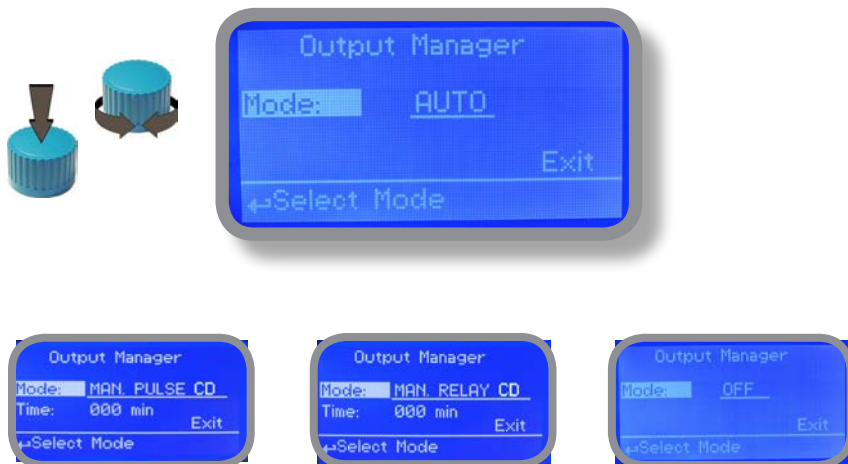 Output Manager
Mode: AUTO
Exit
↵Select Mode
Output Manager
Mode: MAN. PULSE CD
Time: 000 min
Exit
↵Select Mode
Output Manager
Mode: MAN. RELAY CD
Time: 000 min
Exit
↵Select Mode
Output Manager
Mode: OFF
Exit
↵Select Mode